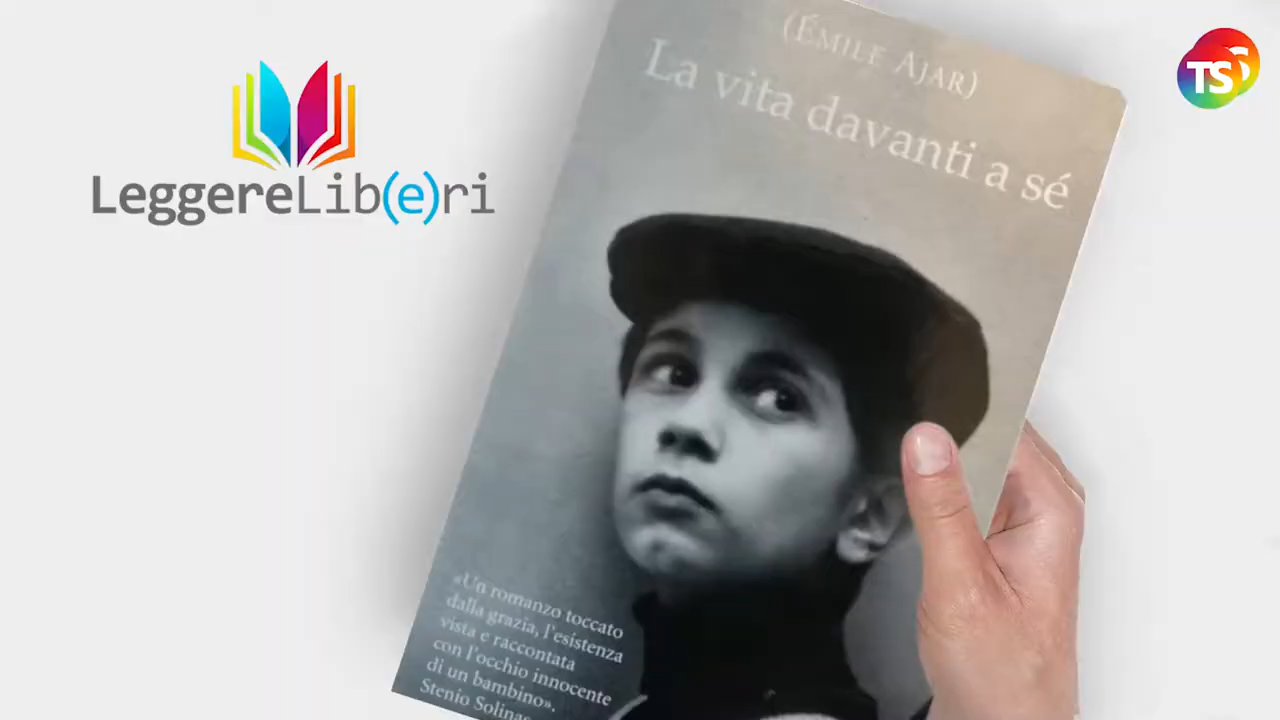 LeggereLib(e)ri
(ÉMILE AJAR)
La vita davanti a sé
TS
«Un romanzo toccato
dalla grazia, l'esistenza
vista e raccontata
con l'occhio innocente
di un bambino».
Stenio Solinas